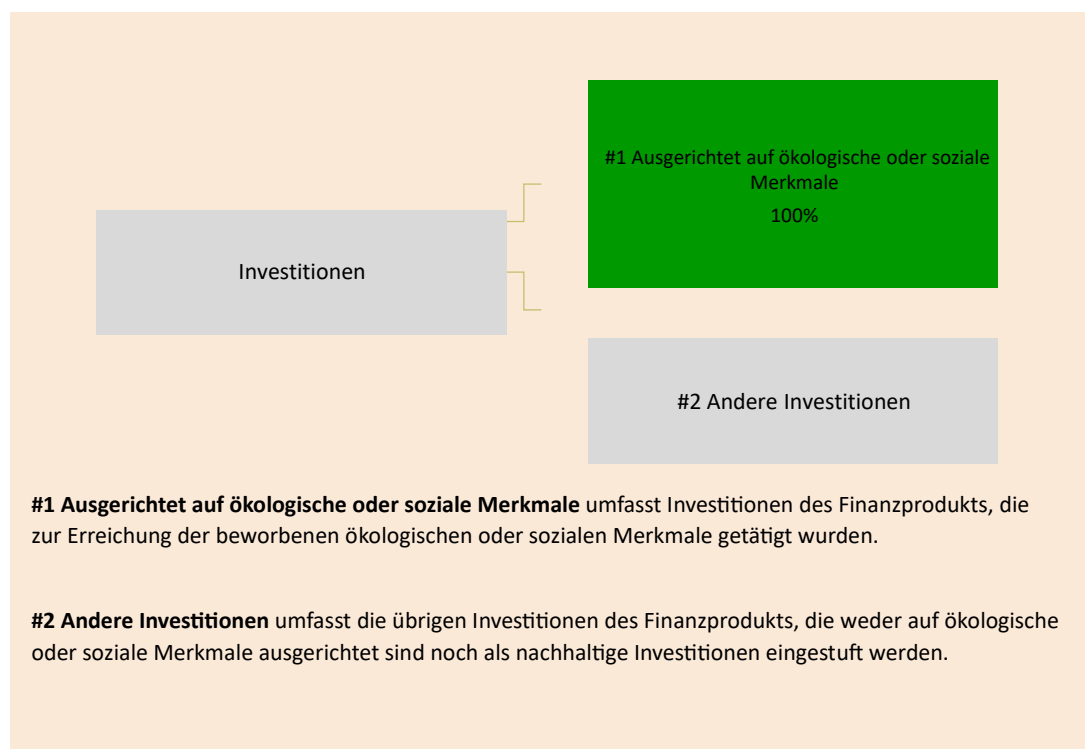 #1 Ausgerichtet auf ökologische oder soziale
Merkmale
100%
Investitionen
#2 Andere Investitionen
#1 Ausgerichtet auf ökologische oder soziale Merkmale umfasst Investitionen des Finanzprodukts, die
zur Erreichung der beworbenen ökologischen oder sozialen Merkmale getätigt wurden.
#2 Andere Investitionen umfasst die übrigen Investitionen des Finanzprodukts, die weder auf ökologische
oder soziale Merkmale ausgerichtet sind noch als nachhaltige Investitionen eingestuft werden.